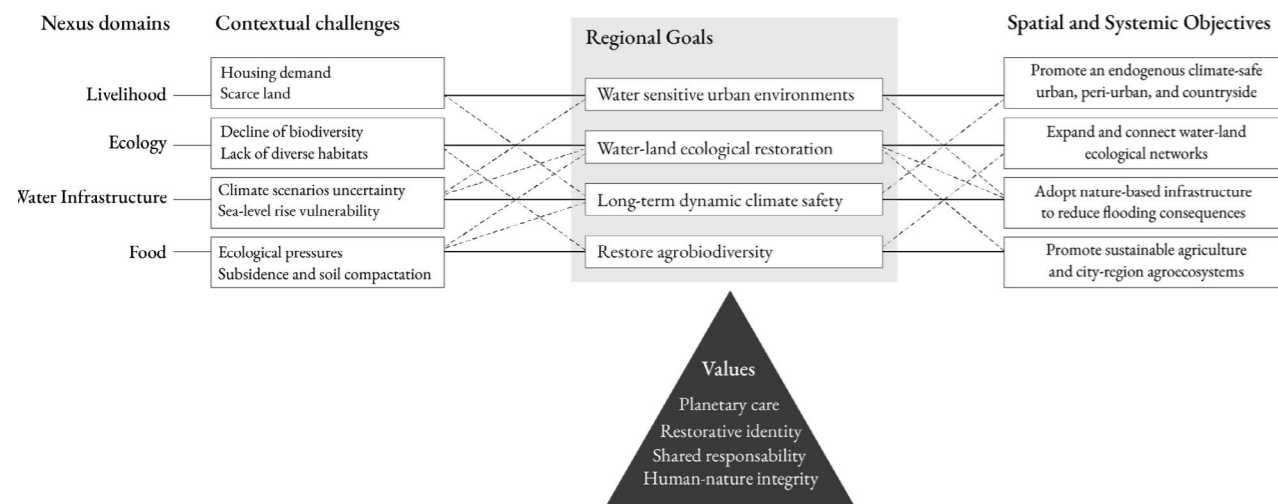 Nexus domains
Contextual challenges
Regional Goals
Spatial and Systemic Objectives
Livelihood
Housing demand
Scarce land
Water sensitive urban environments
Promote an endogenous climate-safe
urban, peri-urban, and countryside
Ecology
Decline of biodiversity
Lack of diverse habitats
Water-land ecological restoration
Expand and connect water-land
ecological networks
Water Infrastructure
Climate scenarios uncertainty
Sea-level rise vulnerability
Long-term dynamic climate safety
Adopt nature-based infrastructure
to reduce flooding consequences
Food
Ecological pressures
Subsidence and soil compactation
Restore agrobiodiversity
Promote sustainable agriculture
and city-region agroecosystems
Values
Planetary care
Restorative identity
Shared responsability
Human-nature integrity